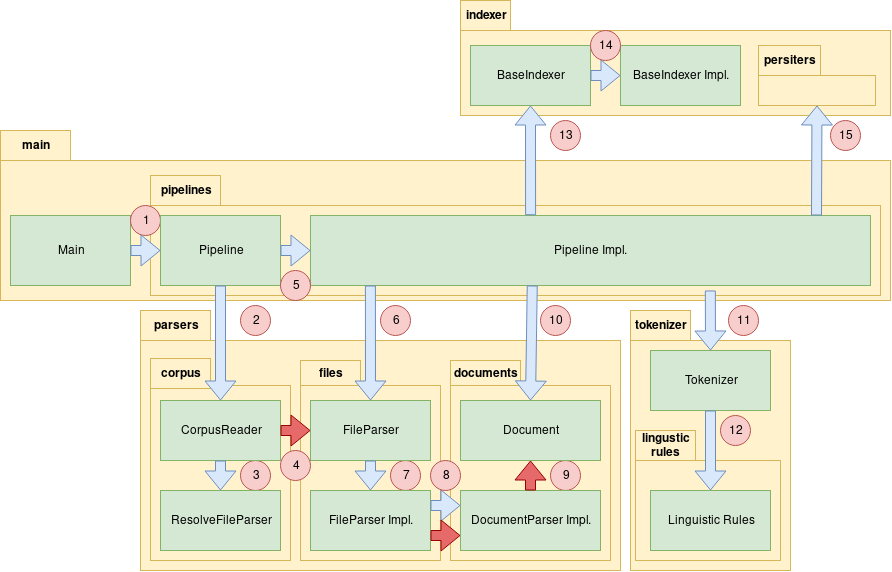 indexer
14
BaseIndexer
BaseIndexer Impl.
persiters
13
15
main
pipelines
1
Main
Pipeline
Pipeline Impl.
5
2
6
10
11
parsers
tokenizer
corpus
files
documents
Tokenizer
CorpusReader
FileParser
Document
12
lingustic
rules
4
3
7
8
9
ResolveFileParser
FileParser Impl.
DocumentParser Impl.
Linguistic Rules